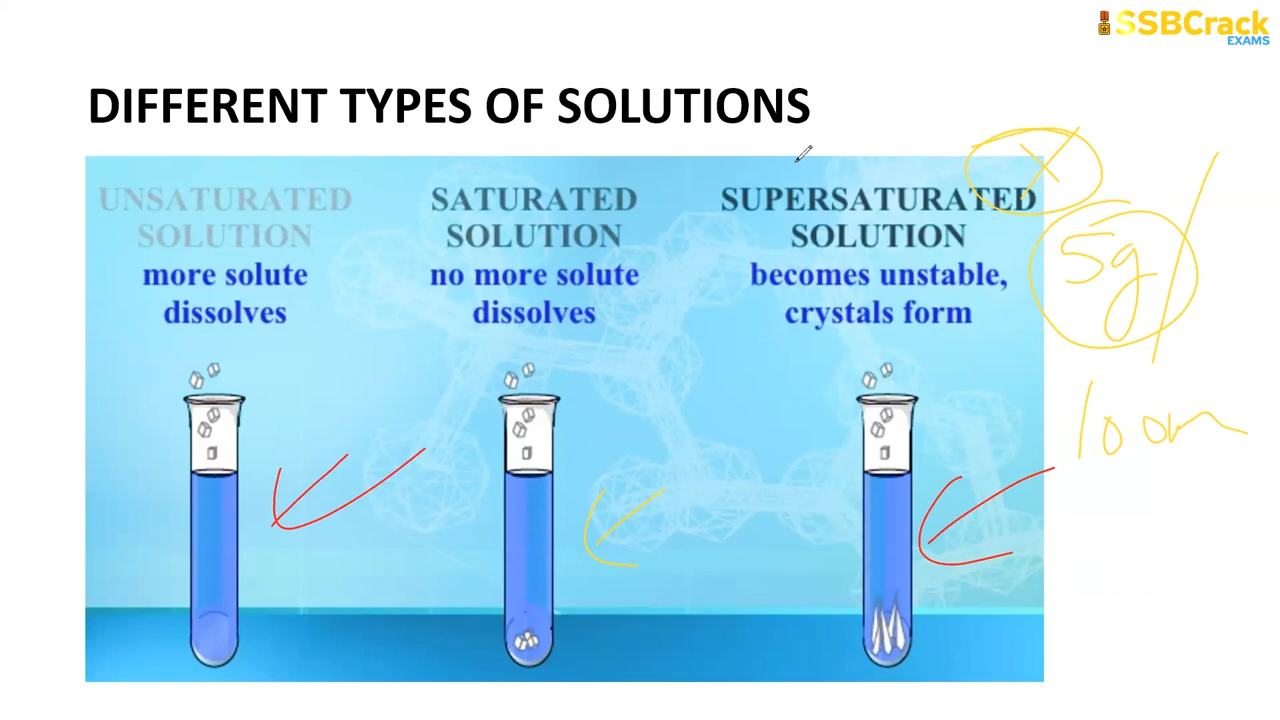 SSBCrack
EXAMS
DIFFERENT TYPES OF SOLUTIONS
UNSATURATED
SOLUTION
more solute
dissolves
SATURATED
SOLUTION
no more solute
dissolves
SUPERSATURATED
SOLUTION
becomes unstable,
crystals form
X
5g